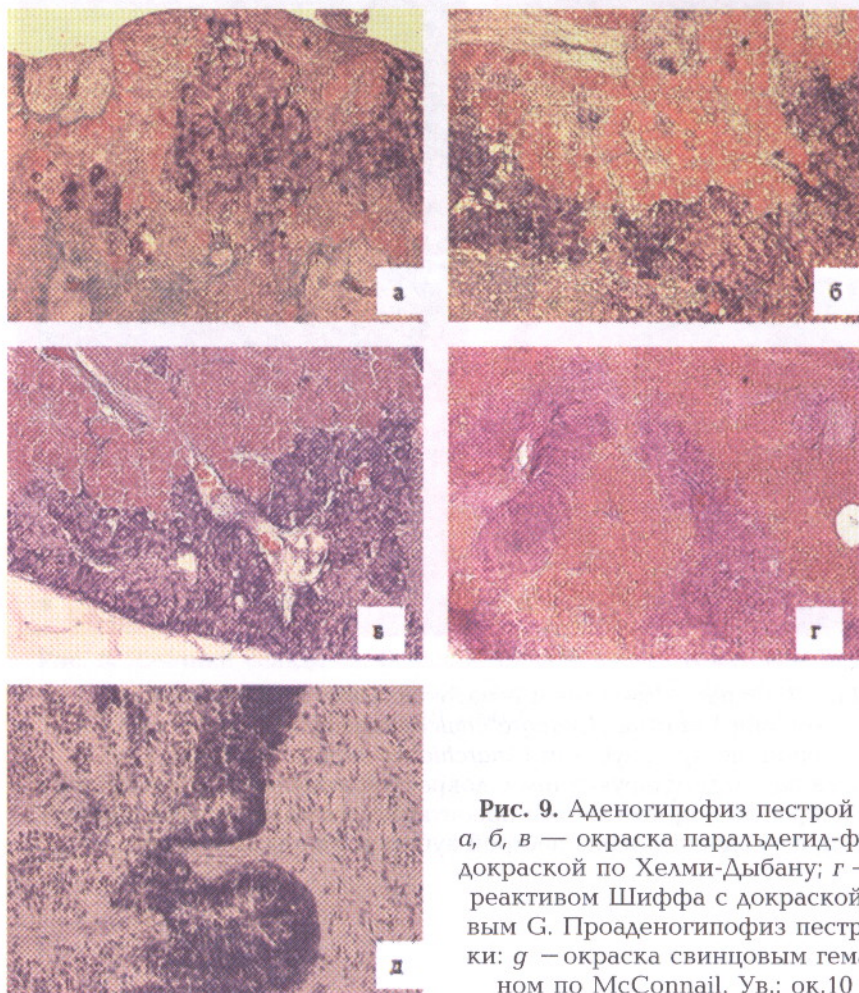 а
б
в
г
д
Рис. 9. Аденогипофиз пестрой
а, б, в — окраска паральдегид-ф
докраской по Хелми-Дыбану; г –
реактивом Шиффа с докраской
вым G. Проаденогипофиз пестр
ки: g — окраска свинцовым гема
ном по McConnail. Ув.: ок.10